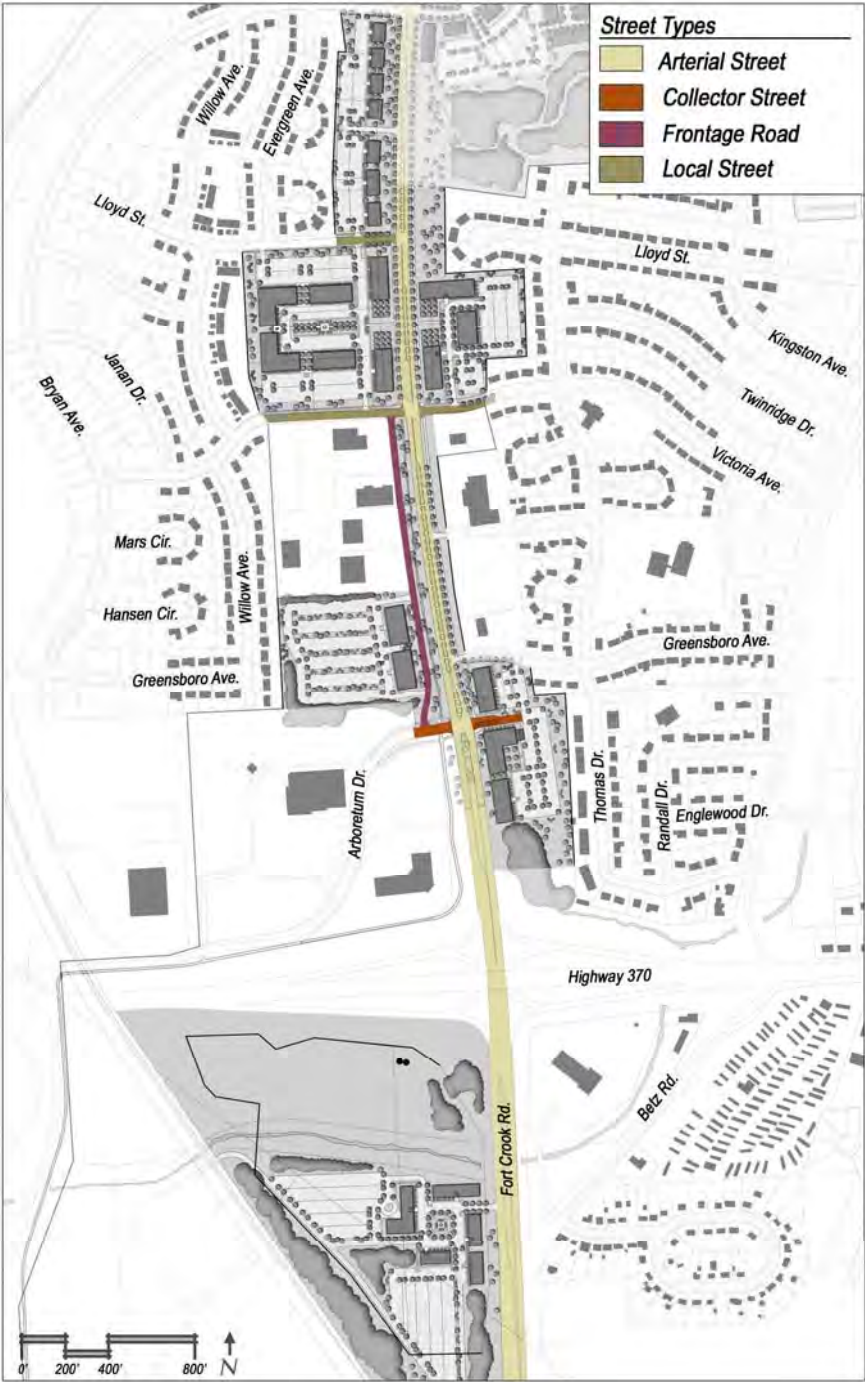 Street Types
Arterial Street
Collector Street
Frontage Road
Local Street
Willow Ave.
Evergreen Ave.
Lloyd St.
Lloyd St.
Kingston Ave.
Janan Dr.
Bryan Ave.
Twinridge Dr.
Victoria Ave.
Mars Cir.
Willow Ave.
Hansen Cir.
Greensboro Ave.
Greensboro Ave.
Thomas Dr.
Randall Dr.
Englewood Dr.
Arboretum Dr.
Highway 370
Betz Rd.
Fort Crook Rd.
0' 200' 400' 800' N